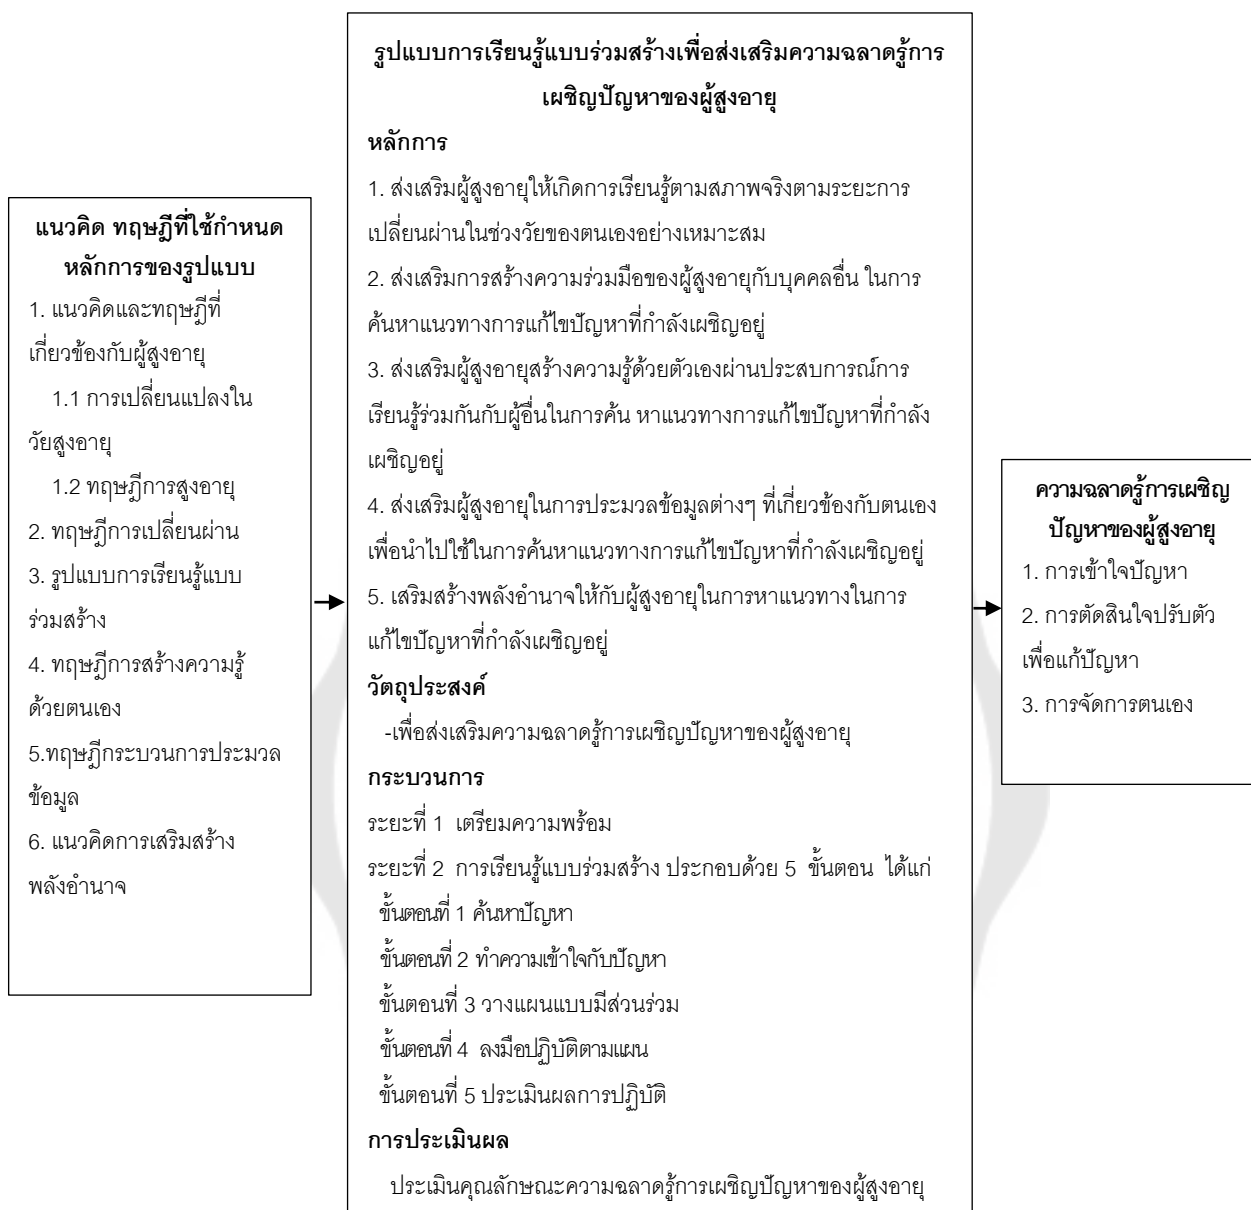 แนวคิด ทฤษฎีที่ใช้กำหนด
หลักการของรูปแบบ
1. แนวคิดและทฤษฎีที่
เกี่ยวข้องกับผู้สูงอายุ
1.1 การเปลี่ยนแปลงใน
วัยสูงอายุ
1.2 ทฤษฎีการสูงอายุ
2. ทฤษฎีการเปลี่ยนผ่าน
3. รูปแบบการเรียนรู้แบบ
ร่วมสร้าง
4. ทฤษฎีการสร้างความรู้
ด้วยตนเอง
5.ทฤษฎีกระบวนการประมวล
ข้อมูล
6. แนวคิดการเสริมสร้าง
พลังอำนาจ
รูปแบบการเรียนรู้แบบร่วมสร้างเพื่อส่งเสริมความฉลาดรู้การ
เผชิญปัญหาของผู้สูงอายุ
หลักการ
1. ส่งเสริมผู้สูงอายุให้เกิดการเรียนรู้ตามสภาพจริงตามระยะการ
เปลี่ยนผ่านในช่วงวัยของตนเองอย่างเหมาะสม
2. ส่งเสริมการสร้างความร่วมมือของผู้สูงอายุกับบุคคลอื่น ในการ
ค้นหาแนวทางการแก้ไขปัญหาที่กำลังเผชิญอยู่
3. ส่งเสริมผู้สูงอายุสร้างความรู้ด้วยตัวเองผ่านประสบการณ์การ
เรียนรู้ร่วมกันกับผู้อื่นในการค้น หาแนวทางการแก้ไขปัญหาที่กำลัง
เผชิญอยู่
4. ส่งเสริมผู้สูงอายุในการประมวลข้อมูลต่างๆ ที่เกี่ยวข้องกับตนเอง
เพื่อนำไปใช้ในการค้นหาแนวทางการแก้ไขปัญหาที่กำลังเผชิญอยู่
5. เสริมสร้างพลังอำนาจให้กับผู้สูงอายุในการหาแนวทางในการ
แก้ไขปัญหาที่กำลังเผชิญอยู่
วัตถุประสงค์
-เพื่อส่งเสริมความฉลาดรู้การเผชิญปัญหาของผู้สูงอายุ
กระบวนการ
ระยะที่ 1 เตรียมความพร้อม
ระยะที่ 2 การเรียนรู้แบบร่วมสร้าง ประกอบด้วย 5 ขั้นตอน ได้แก่
ขั้นตอนที่ 1 ค้นหาปัญหา
ขั้นตอนที่ 2 ทำความเข้าใจกับปัญหา
ขั้นตอนที่ 3 วางแผนแบบมีส่วนร่วม
ขั้นตอนที่ 4 ลงมือปฏิบัติตามแผน
ขั้นตอนที่ 5 ประเมินผลการปฏิบัติ
การประเมินผล
ประเมินคุณลักษณะความฉลาดรู้การเผชิญปัญหาของผู้สูงอายุ
ความฉลาดรู้การเผชิญ
ปัญหาของผู้สูงอายุ
1. การเข้าใจปัญหา
2. การตัดสินใจปรับตัว
เพื่อแก้ปัญหา
3. การจัดการตนเอง